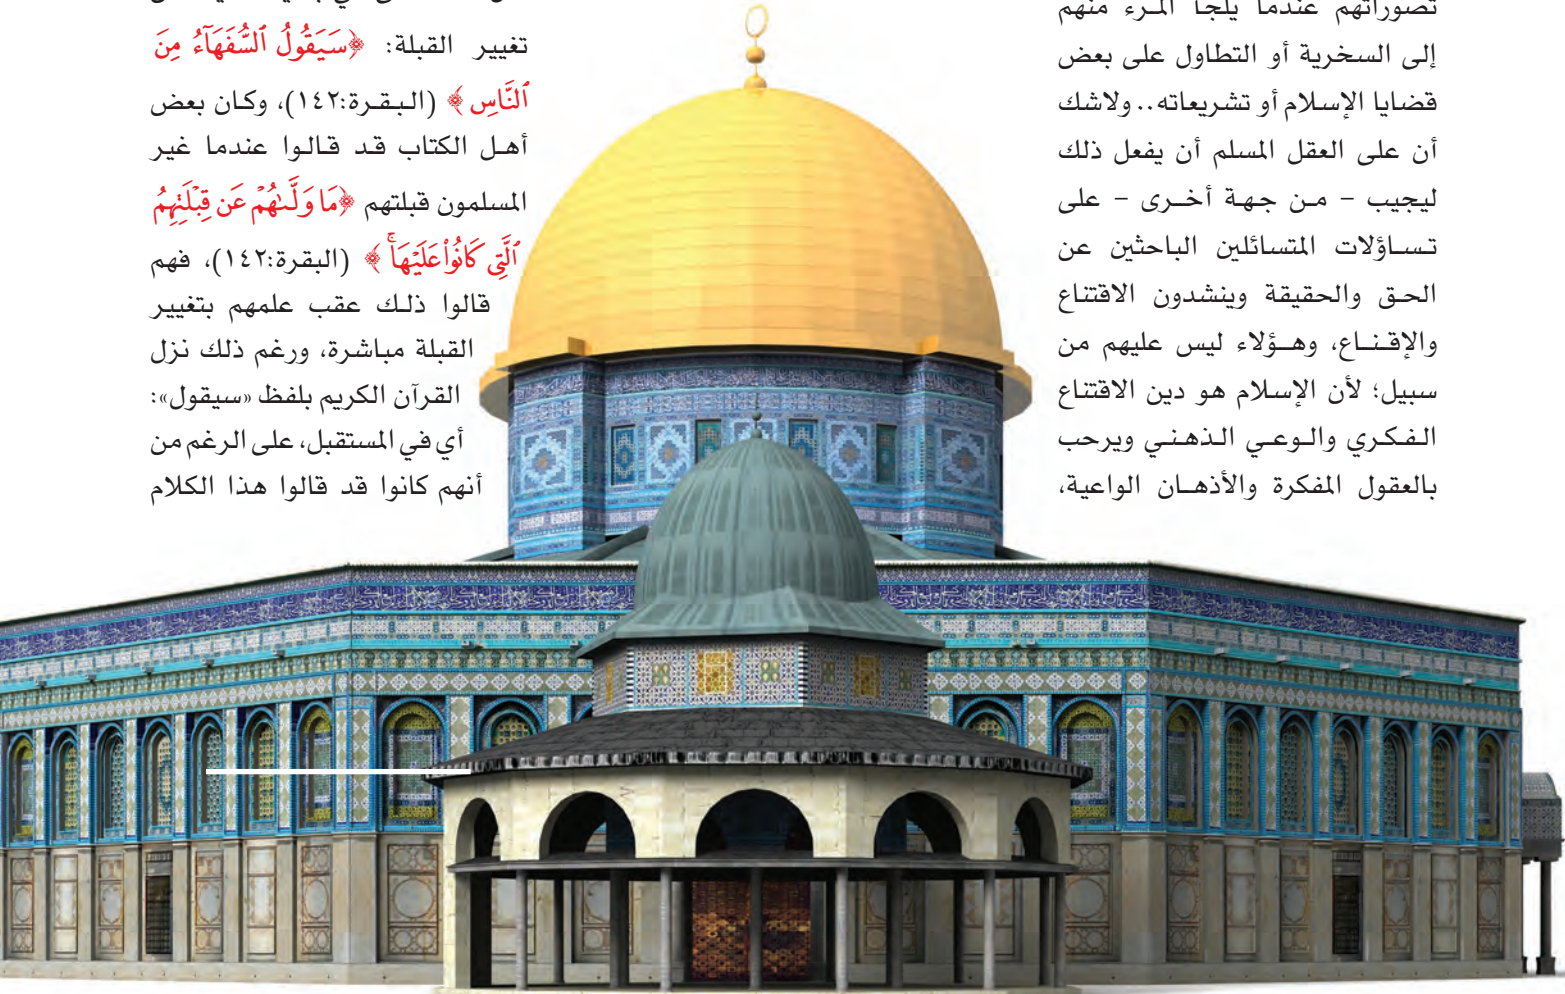 تصوراتهم عندما يلجأ المرء منهم
إلى السخرية أو التطاول على بعض
قضايا الإسلام أو تشريعاته.. ولاشك
أن على العقل المسلم أن يفعل ذلك
ليجيب – من جهة أخرى – على
تساؤلات المتسائلين الباحثين عن
الحق والحقيقة وينشدون الاقتناع
والإقناع، وهؤلاء ليس عليهم من
سبيل؛ لأن الإسلام هو دين الاقتناع
الفكري والوعي الذهني ويرحب
بالعقول المفكرة والأذهان الواعية،
تغيير القبلة: ﴿سَيَقُولُ ٱلسُّفَهَآءُ مِنَ
ٱلنَّاسِ﴾ (البقرة:١٤٢)، وكان بعض
أهل الكتاب قد قالوا عندما غير
المسلمون قبلتهم ﴿مَا وَلَّىٰهُمْ عَن قِبْلَتِهِمُ
ٱلَّتِي كَانُوا۟ عَلَيْهَا ۚ﴾ (البقرة:١٤٢)، فهم
قالوا ذلك عقب علمهم بتغيير
القبلة مباشرة، ورغم ذلك نزل
القرآن الكريم بلفظ «سيقول»:
أي في المستقبل، على الرغم من
أنهم كانوا قد قالوا هذا الكلام